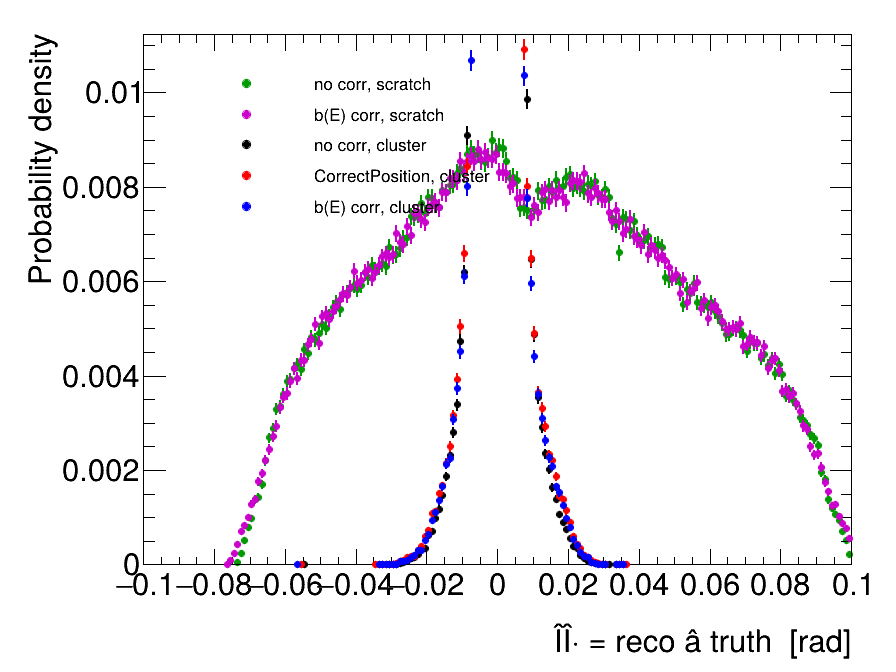 Probability density
0.01
0.008
0.006
0.004
0.002
0
no corr, scratch
b(E) corr, scratch
no corr, cluster
CorrectPosition, cluster
b(E) corr, cluster
−0.1 −0.08 −0.06 −0.04 −0.02 0 0.02 0.04 0.06 0.08 0.1
ÎÎ· = reco â truth [rad]